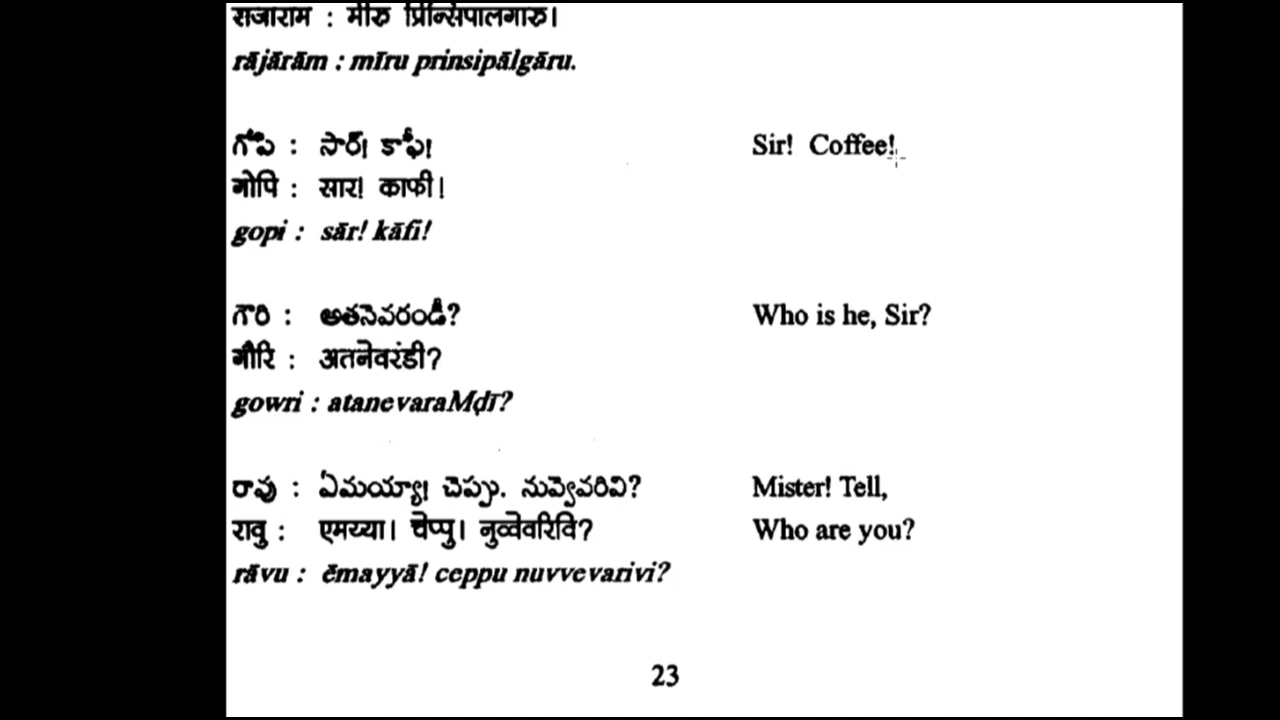 राजाराम : मीरु प्रिन्सिपालगारु।
rājārām : mīru prinsipālgāru.
గోపి : సార్! కాఫీ! Sir! Coffee!
गोपि : सार! काफी!
gopi : sār! kāfī!
గౌరి : అతనెవరండీ? Who is he, Sir?
गौरि : अतनेवरंडी?
gowri : atanevaraMḍī?
రావు : ఏమయ్యా! చెప్పు. నువ్వెవరివి? Mister! Tell,
रावु : एमय्या। चेप्पु। नुव्वेवरिवि? Who are you?
rāvu : ēmayyā! ceppu nuvvevarivi?
23